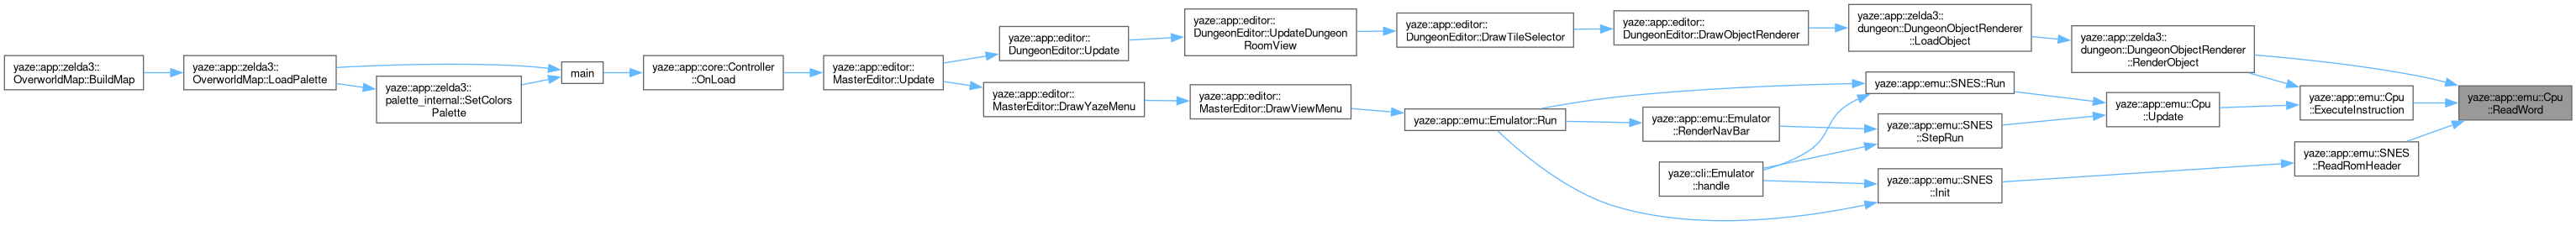 yaze::app::zelda3::
OverworldMap::BuildMap
yaze::app::zelda3::
OverworldMap::LoadPalette
yaze::app::zelda3::
palette_internal::SetColors
Palette
main
yaze::app::core::Controller
::OnLoad
yaze::app::editor::
MasterEditor::Update
yaze::app::editor::
DungeonEditor::Update
yaze::app::editor::
MasterEditor::DrawYazeMenu
yaze::app::editor::
DungeonEditor::UpdateDungeon
RoomView
yaze::app::editor::
MasterEditor::DrawViewMenu
yaze::app::editor::
DungeonEditor::DrawTileSelector
yaze::app::emu::Emulator::Run
yaze::app::editor::
DungeonEditor::DrawObjectRenderer
yaze::app::emu::Emulator
::RenderNavBar
yaze::cli::Emulator
::handle
yaze::app::zelda3::
dungeon::DungeonObjectRenderer
::LoadObject
yaze::app::emu::SNES::Run
yaze::app::emu::SNES
::StepRun
yaze::app::emu::SNES
::Init
yaze::app::zelda3::
dungeon::DungeonObjectRenderer
::RenderObject
yaze::app::emu::Cpu
::Update
yaze::app::emu::Cpu
::ExecuteInstruction
yaze::app::emu::SNES
::ReadRomHeader
yaze::app::emu::Cpu
::ReadWord